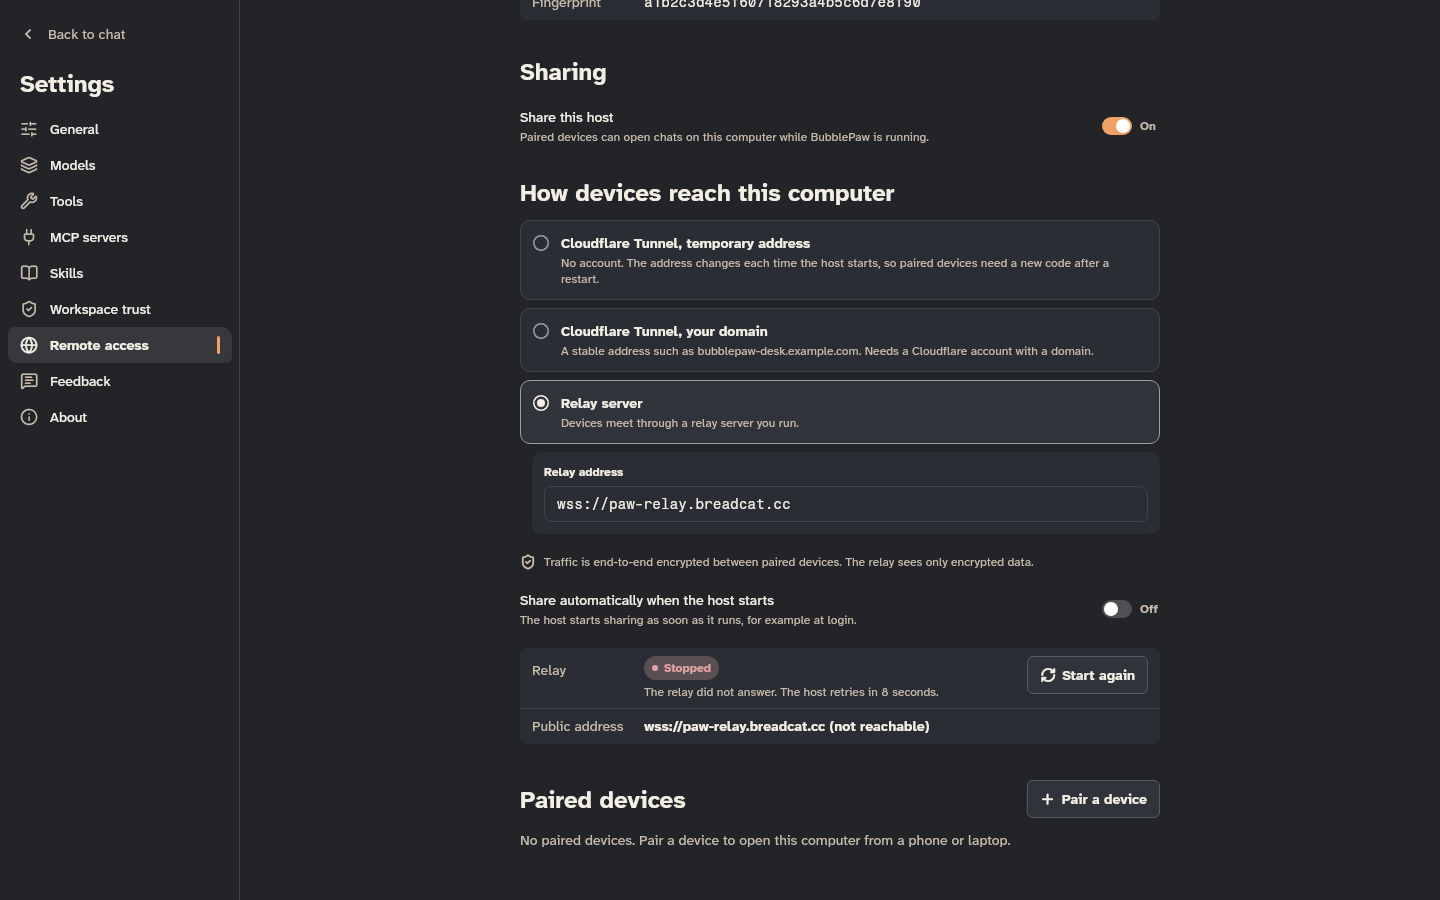 Back to chat
Settings
General
Models
Tools
MCP servers
Skills
Workspace trust
Remote access
Feedback
About
Fingerprint
Sharing
Share this host
Paired devices can open chats on this computer while BubblePaw is running.
On
How devices reach this computer
Cloudflare Tunnel, temporary address
No account. The address changes each time the host starts, so paired devices need a new code after a
restart.
Cloudflare Tunnel, your domain
A stable address such as bubblepaw-desk.example.com. Needs a Cloudflare account with a domain.
Relay server
Devices meet through a relay server you run.
Relay address
wss://paw-relay.breadcat.cc
Traffic is end-to-end encrypted between paired devices. The relay sees only encrypted data.
Share automatically when the host starts
The host starts sharing as soon as it runs, for example at login.
Off
Relay
Stopped
The relay did not answer. The host retries in 8 seconds.
Start again
Public address
wss://paw-relay.breadcat.cc (not reachable)
Paired devices
Pair a device
No paired devices. Pair a device to open this computer from a phone or laptop.